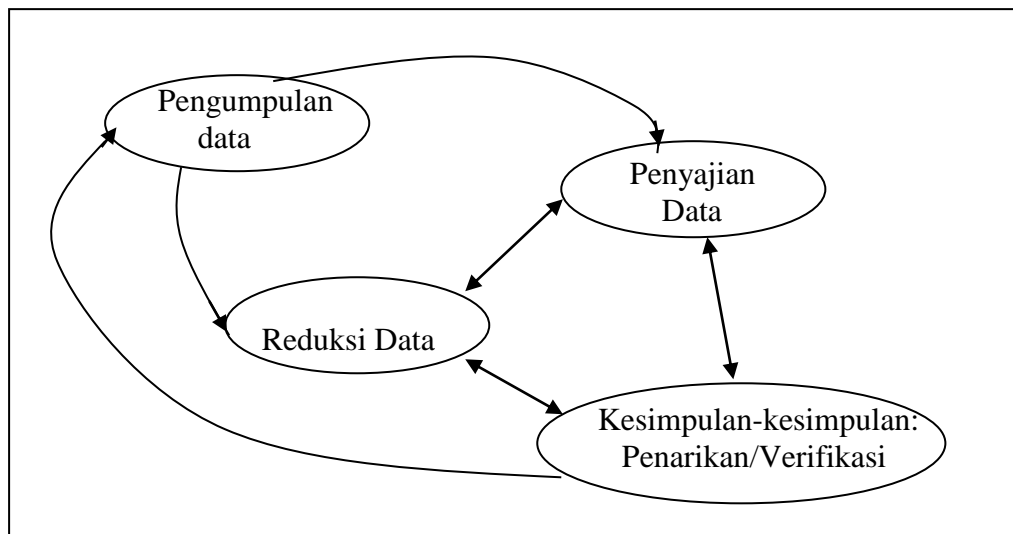 Pengumpulan
data
Penyajian
Data
Reduksi Data
Kesimpulan-kesimpulan:
Penarikan/Verifikasi